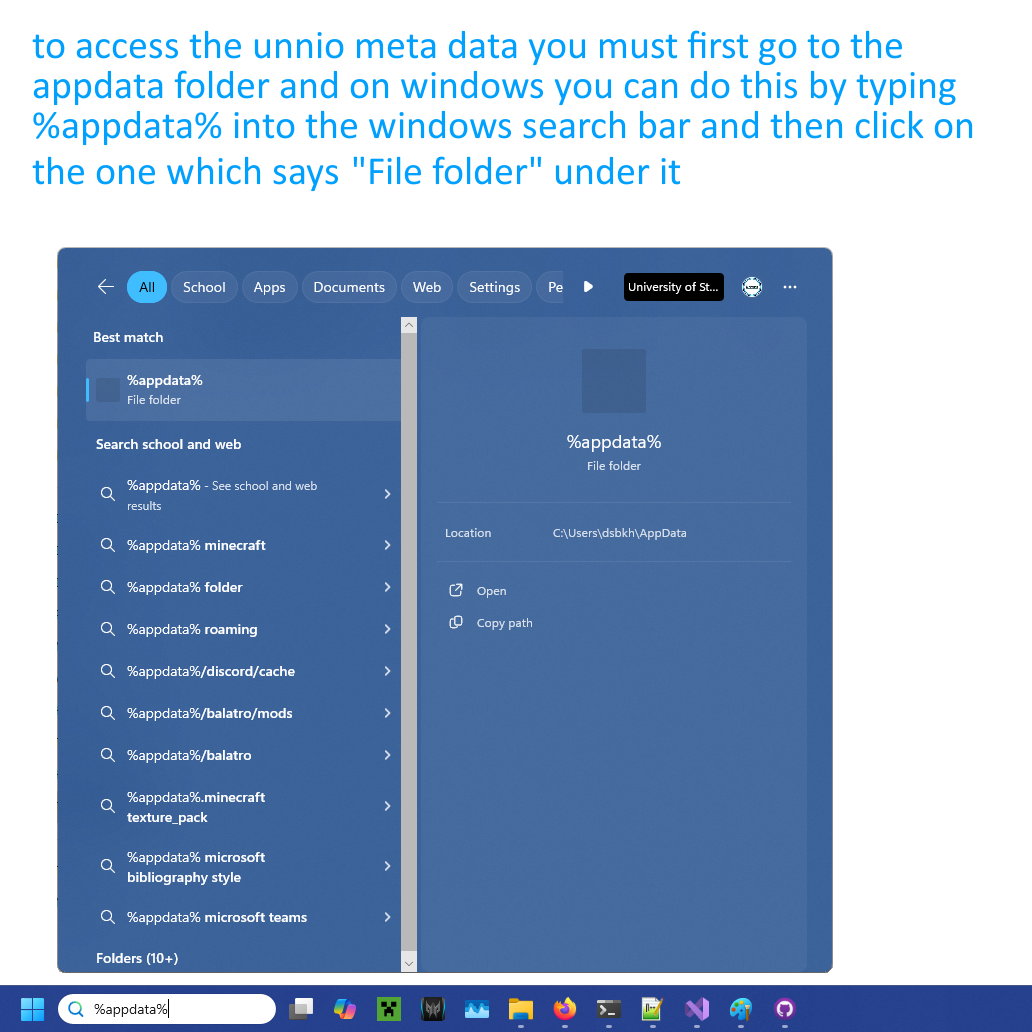 to access the unnio meta data you must first go to the
appdata folder and on windows you can do this by typing
%appdata% into the windows search bar and then click on
the one which says "File folder" under it
All
School
Apps
Documents
Web
Settings
Pe
University of St...
Best match
%appdata%
File folder
Search school and web
%appdata% - See school and web
results
%appdata% minecraft
%appdata% folder
%appdata% roaming
%appdata%/discord/cache
%appdata%/balatro/mods
%appdata%/balatro
%appdata%.minecraft
texture_pack
%appdata% microsoft
bibliography style
%appdata% microsoft teams
Folders (10+)
%appdata%
File folder
Location
C:\Users\dsbkh\AppData
Open
Copy path
%appdata%